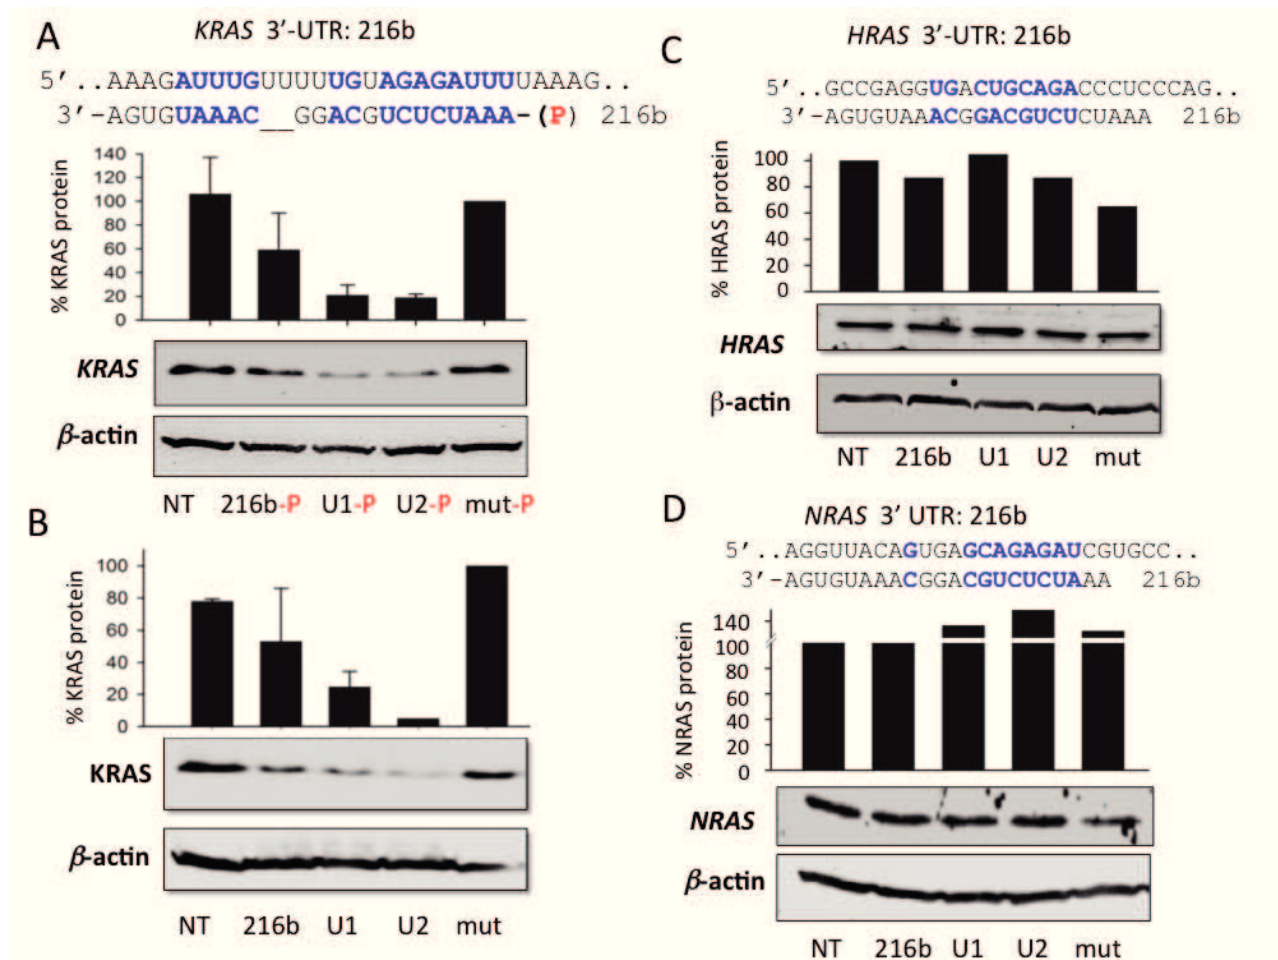 A
KRAS 3'-UTR: 216b
5'..AAAGAUUUGUUUUUGUAGAGAUUUUAAAG..
3'-AGUGUAAAC__GGACGUCUCUAAA-(P) 216b
% KRAS protein
140
120
100
80
60
40
20
0
KRAS
β-actin
NT 216b-P U1-P U2-P mut-P
B
% KRAS protein
100
80
60
40
20
0
KRAS
β-actin
NT 216b U1 U2 mut
C
HRAS 3'-UTR: 216b
5'..GCCGAGGUGACUGCAGACCCUCCCAG..
3'-AGUGUAAACGGACGUCUCUAAA 216b
% HRAS protein
100
80
60
40
20
0
HRAS
β-actin
NT 216b U1 U2 mut
D
NRAS 3' UTR: 216b
5'..AGGUUACAGUGAGCAGAGAUCGUGCC..
3'-AGUGUAAACGGACGUCUCUAAA 216b
% NRAS protein
140
100
80
60
40
20
0
NRAS
β-actin
NT 216b U1 U2 mut